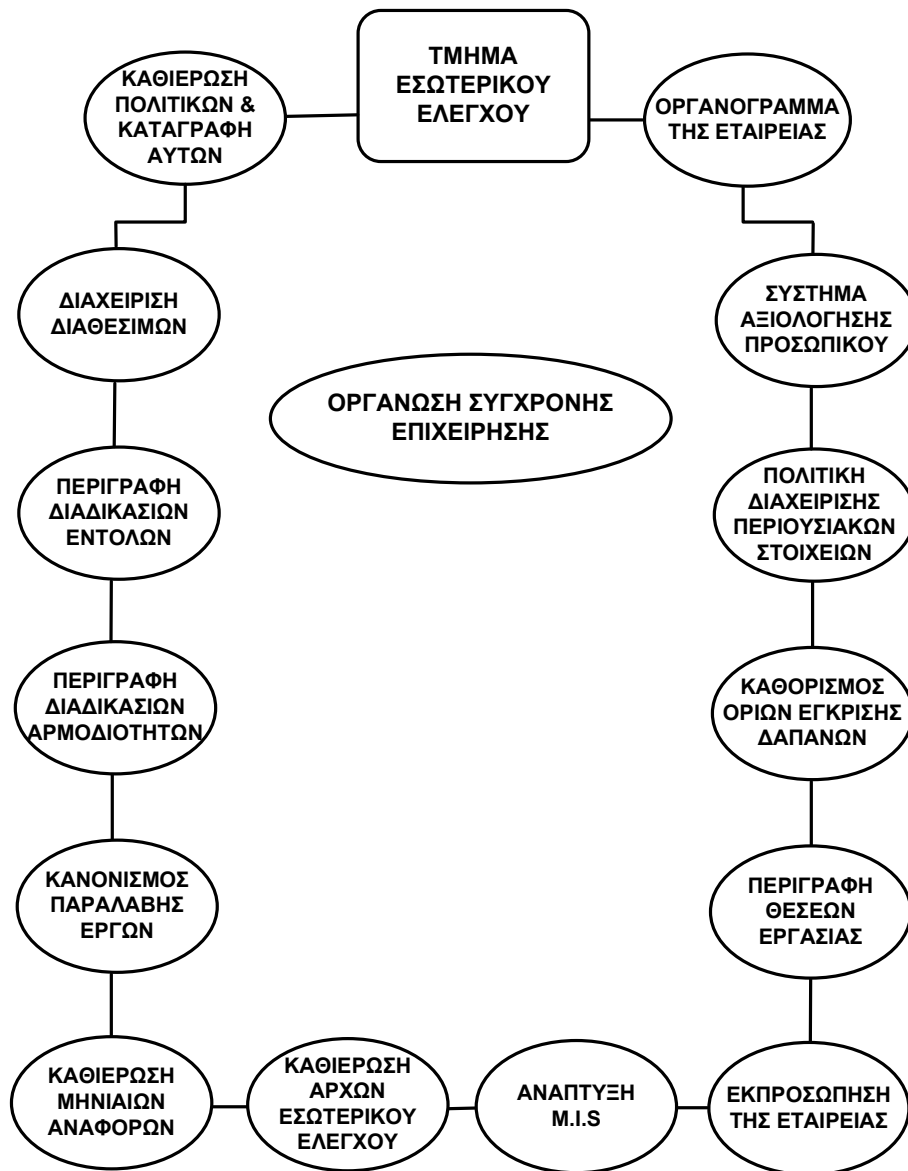 ΤΜΗΜΑ
ΕΣΩΤΕΡΙΚΟΥ
ΕΛΕΓΧΟΥ
ΚΑΘΙΕΡΩΣΗ
ΠΟΛΙΤΙΚΩΝ &
ΚΑΤΑΓΡΑΦΗ
ΑΥΤΩΝ
ΟΡΓΑΝΟΓΡΑΜΜΑ
ΤΗΣ ΕΤΑΙΡΕΙΑΣ
ΔΙΑΧΕΙΡΙΣΗ
ΔΙΑΘΕΣΙΜΩΝ
ΣΥΣΤΗΜΑ
ΑΞΙΟΛΟΓΗΣΗΣ
ΠΡΟΣΩΠΙΚΟΥ
ΟΡΓΑΝΩΣΗ ΣΥΓΧΡΟΝΗΣ
ΕΠΙΧΕΙΡΗΣΗΣ
ΠΕΡΙΓΡΑΦΗ
ΔΙΑΔΙΚΑΣΙΩΝ
ΕΝΤΟΛΩΝ
ΠΟΛΙΤΙΚΗ
ΔΙΑΧΕΙΡΙΣΗΣ
ΠΕΡΙΟΥΣΙΑΚΩΝ
ΣΤΟΙΧΕΙΩΝ
ΠΕΡΙΓΡΑΦΗ
ΔΙΑΔΙΚΑΣΙΩΝ
ΑΡΜΟΔΙΟΤΗΤΩΝ
ΚΑΘΟΡΙΣΜΟΣ
ΟΡΙΩΝ ΕΓΚΡΙΣΗΣ
ΔΑΠΑΝΩΝ
ΚΑΝΟΝΙΣΜΟΣ
ΠΑΡΑΛΑΒΗΣ
ΕΡΓΩΝ
ΠΕΡΙΓΡΑΦΗ
ΘΕΣΕΩΝ
ΕΡΓΑΣΙΑΣ
ΚΑΘΙΕΡΩΣΗ
ΜΗΝΙΑΙΩΝ
ΑΝΑΦΟΡΩΝ
ΚΑΘΙΕΡΩΣΗ
ΑΡΧΩΝ
ΕΣΩΤΕΡΙΚΟΥ
ΕΛΕΓΧΟΥ
ΑΝΑΠΤΥΞΗ
M.I.S
ΕΚΠΡΟΣΩΠΗΣΗ
ΤΗΣ ΕΤΑΙΡΕΙΑΣ